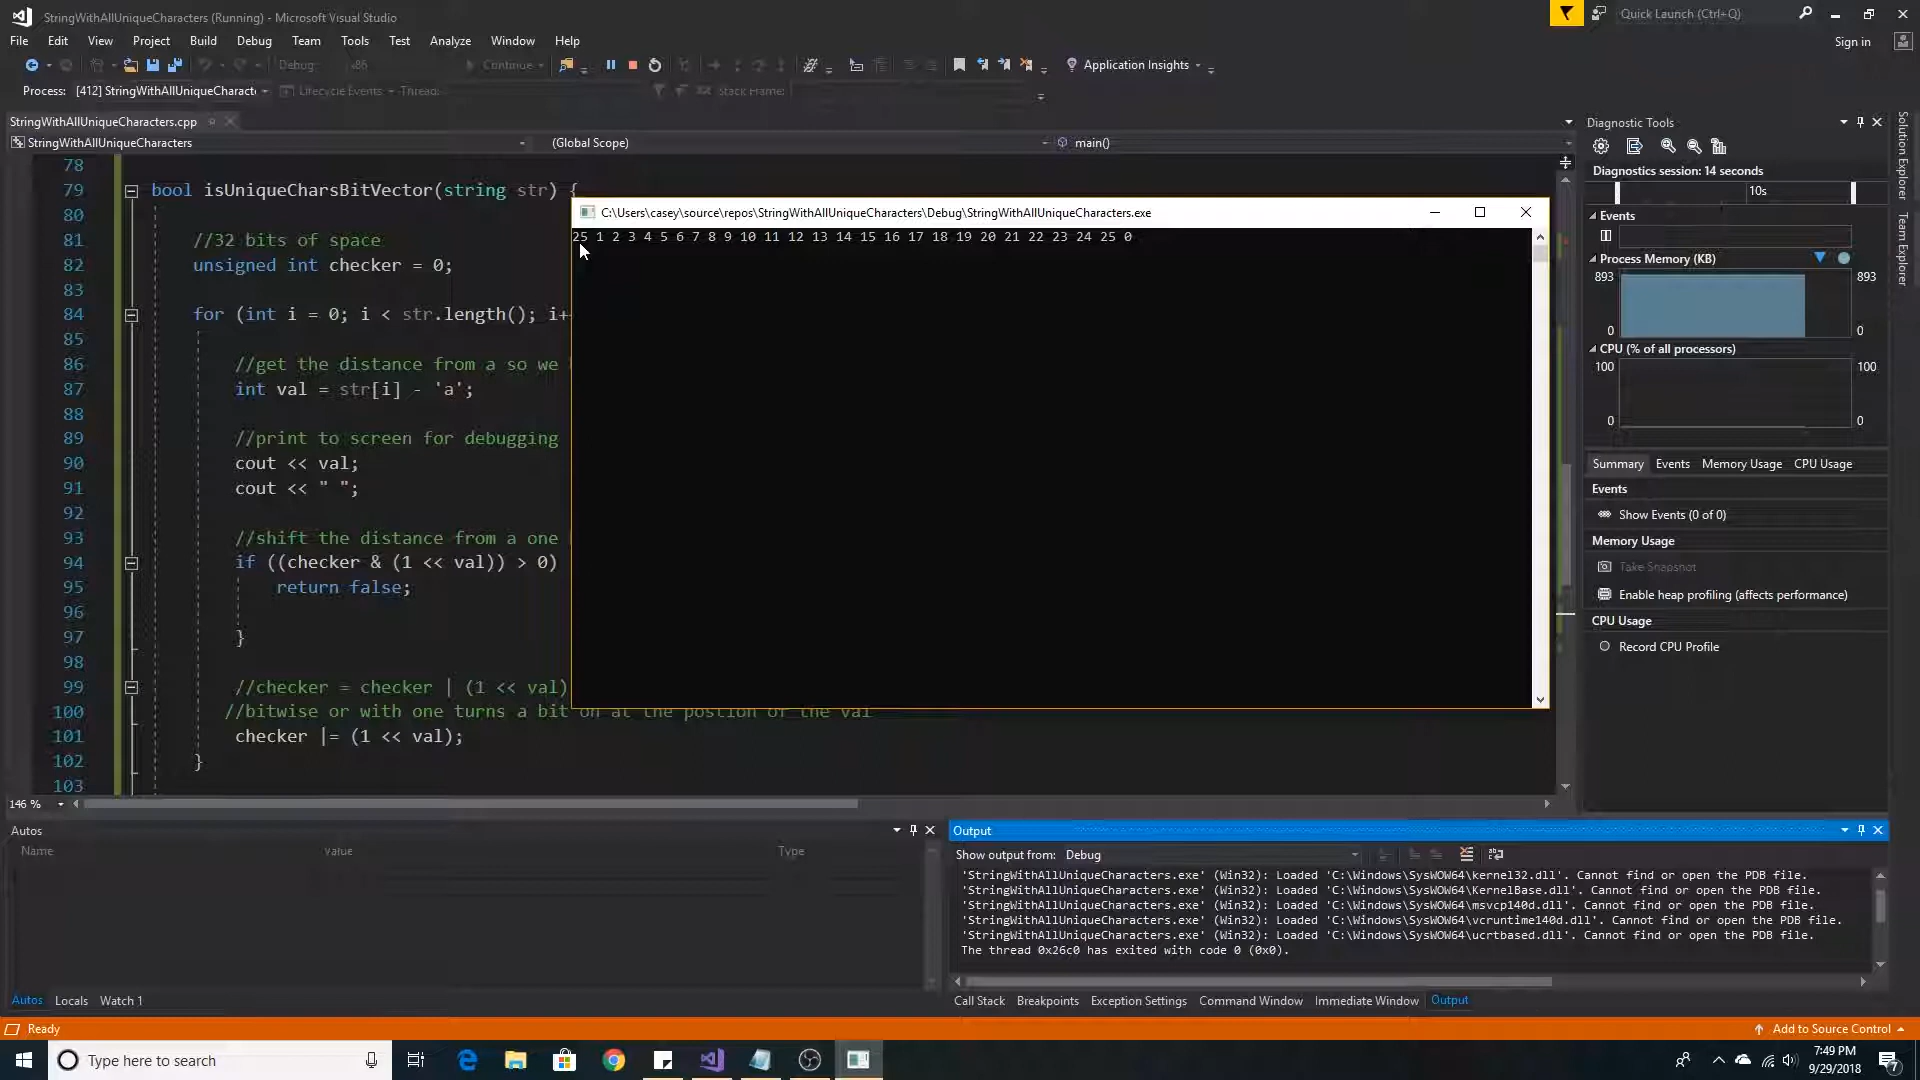 StringWithAllUniqueCharacters (Running) - Microsoft Visual Studio
Quick Launch (Ctrl+Q)
File Edit View Project Build Debug Team Tools Test Analyze Window Help
Sign in
Debug x86 Continue Application Insights
Process: [412] StringWithAllUniqueCharact Lifecycle Events Thread: Stack Frame:
StringWithAllUniqueCharacters.cpp
StringWithAllUniqueCharacters (Global Scope) main()
78
79 bool isUniqueCharsBitVector(string str) {
80
81 //32 bits of space
82 unsigned int checker = 0;
83
84 for (int i = 0; i < str.length(); i+
85
86 //get the distance from a so we
87 int val = str[i] - 'a';
88
89 //print to screen for debugging
90 cout << val;
91 cout << " ";
92
93 //shift the distance from a one
94 if ((checker & (1 << val)) > 0)
95 return false;
96
97 }
98
99 //checker = checker | (1 << val)
100 //bitwise or with one turns a bit on at the postion of the val
101 checker |= (1 << val);
102 }
103
146 %
C:\Users\casey\source\repos\StringWithAllUniqueCharacters\Debug\StringWithAllUniqueCharacters.exe
25 1 2 3 4 5 6 7 8 9 10 11 12 13 14 15 16 17 18 19 20 21 22 23 24 25 0
Diagnostic Tools
Diagnostics session: 14 seconds
10s
Events
Process Memory (KB)
893 893
0 0
CPU (% of all processors)
100 100
0 0
Summary Events Memory Usage CPU Usage
Events
Show Events (0 of 0)
Memory Usage
Take Snapshot
Enable heap profiling (affects performance)
CPU Usage
Record CPU Profile
Solution Explorer
Team Explorer
Autos
Name Value Type
Autos Locals Watch 1
Output
Show output from: Debug
'StringWithAllUniqueCharacters.exe' (Win32): Loaded 'C:\Windows\SysWOW64\kernel32.dll'. Cannot find or open the PDB file.
'StringWithAllUniqueCharacters.exe' (Win32): Loaded 'C:\Windows\SysWOW64\KernelBase.dll'. Cannot find or open the PDB file.
'StringWithAllUniqueCharacters.exe' (Win32): Loaded 'C:\Windows\SysWOW64\msvcp140d.dll'. Cannot find or open the PDB file.
'StringWithAllUniqueCharacters.exe' (Win32): Loaded 'C:\Windows\SysWOW64\vcruntime140d.dll'. Cannot find or open the PDB file.
'StringWithAllUniqueCharacters.exe' (Win32): Loaded 'C:\Windows\SysWOW64\ucrtbased.dll'. Cannot find or open the PDB file.
The thread 0x26c0 has exited with code 0 (0x0).
Call Stack Breakpoints Exception Settings Command Window Immediate Window Output
Ready
Add to Source Control
Type here to search
7:49 PM
9/29/2018
7